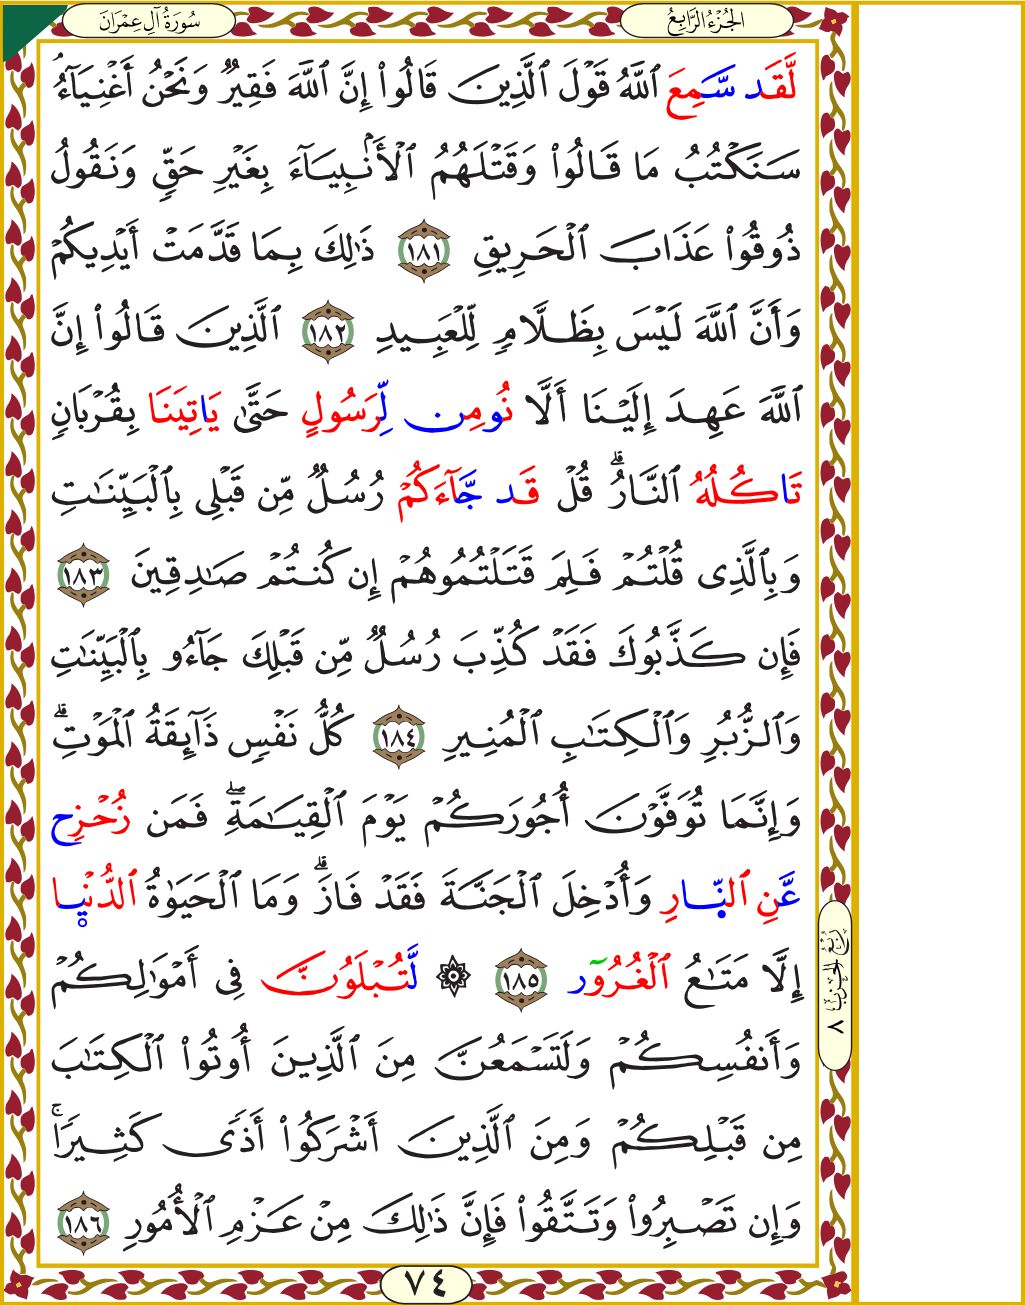 سُورَةُ آلِ عِمْرَانَ
الجُزْءُ الرَّابِعُ
لَّقَد سَّمِعَ ٱللَّهُ قَوْلَ ٱلَّذِينَ قَالُوٓا۟ إِنَّ ٱللَّهَ فَقِيرٌ وَنَحْنُ أَغْنِيَآءُ ۘ
سَنَكْتُبُ مَا قَالُوا۟ وَقَتْلَهُمُ ٱلْأَنۢبِيَآءَ بِغَيْرِ حَقٍّ وَنَقُولُ
ذُوقُوا۟ عَذَابَ ٱلْحَرِيقِ ١٨١ ذَٰلِكَ بِمَا قَدَّمَتْ أَيْدِيكُمْ
وَأَنَّ ٱللَّهَ لَيْسَ بِظَلَّامٍ لِّلْعَبِيدِ ١٨٢ ٱلَّذِينَ قَالُوٓا۟ إِنَّ
ٱللَّهَ عَهِدَ إِلَيْنَا أَلَّا نُومِن لِّرَسُولٍ حَتَّىٰ يَاتِيَنَا بِقُرْبَانٍ
تَاكُلُهُ ٱلنَّارُ ۗ قُلْ قَد جَّآءَكُمْ رُسُلٌ مِّن قَبْلِى بِٱلْبَيِّنَٰتِ
وَبِٱلَّذِى قُلْتُمْ فَلِمَ قَتَلْتُمُوهُمْ إِن كُنتُمْ صَٰدِقِينَ ١٨٣
فَإِن كَذَّبُوكَ فَقَدْ كُذِّبَ رُسُلٌ مِّن قَبْلِكَ جَآءُو بِٱلْبَيِّنَٰتِ
وَٱلزُّبُرِ وَٱلْكِتَٰبِ ٱلْمُنِيرِ ١٨٤ كُلُّ نَفْسٍ ذَآئِقَةُ ٱلْمَوْتِ ۗ
وَإِنَّمَا تُوَفَّوْنَ أُجُورَكُمْ يَوْمَ ٱلْقِيَٰمَةِ ۖ فَمَن زُحْزِح
عَّنِ ٱلنِّارِ وَأُدْخِلَ ٱلْجَنَّةَ فَقَدْ فَازَ ۗ وَمَا ٱلْحَيَوٰةُ ٱلدُّنْيِا
إِلَّا مَتَٰعُ ٱلْغُرُوٓر ١٨٥ ۞ لَّتُبْلَوُنَّ فِى أَمْوَٰلِكُمْ
وَأَنفُسِكُمْ وَلَتَسْمَعُنَّ مِنَ ٱلَّذِينَ أُوتُوا۟ ٱلْكِتَٰبَ
مِن قَبْلِكُمْ وَمِنَ ٱلَّذِينَ أَشْرَكُوٓا۟ أَذًى كَثِيرًا ۚ
وَإِن تَصْبِرُوا۟ وَتَتَّقُوا۟ فَإِنَّ ذَٰلِكَ مِنْ عَزْمِ ٱلْأُمُورِ ١٨٦
رُبْعُ الحِزْبِ ٨
٧٤